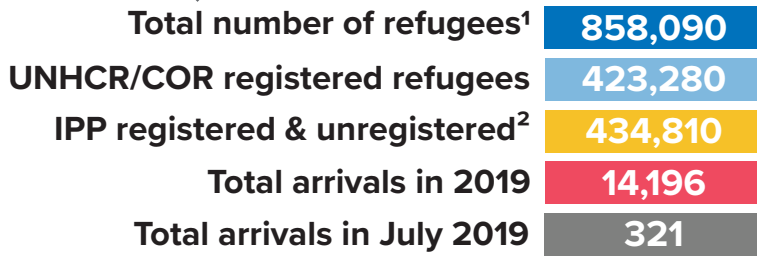 Total number of refugees¹ 858,090
UNHCR/COR registered refugees 423,280
IPP registered & unregistered² 434,810
Total arrivals in 2019 14,196
Total arrivals in July 2019 321